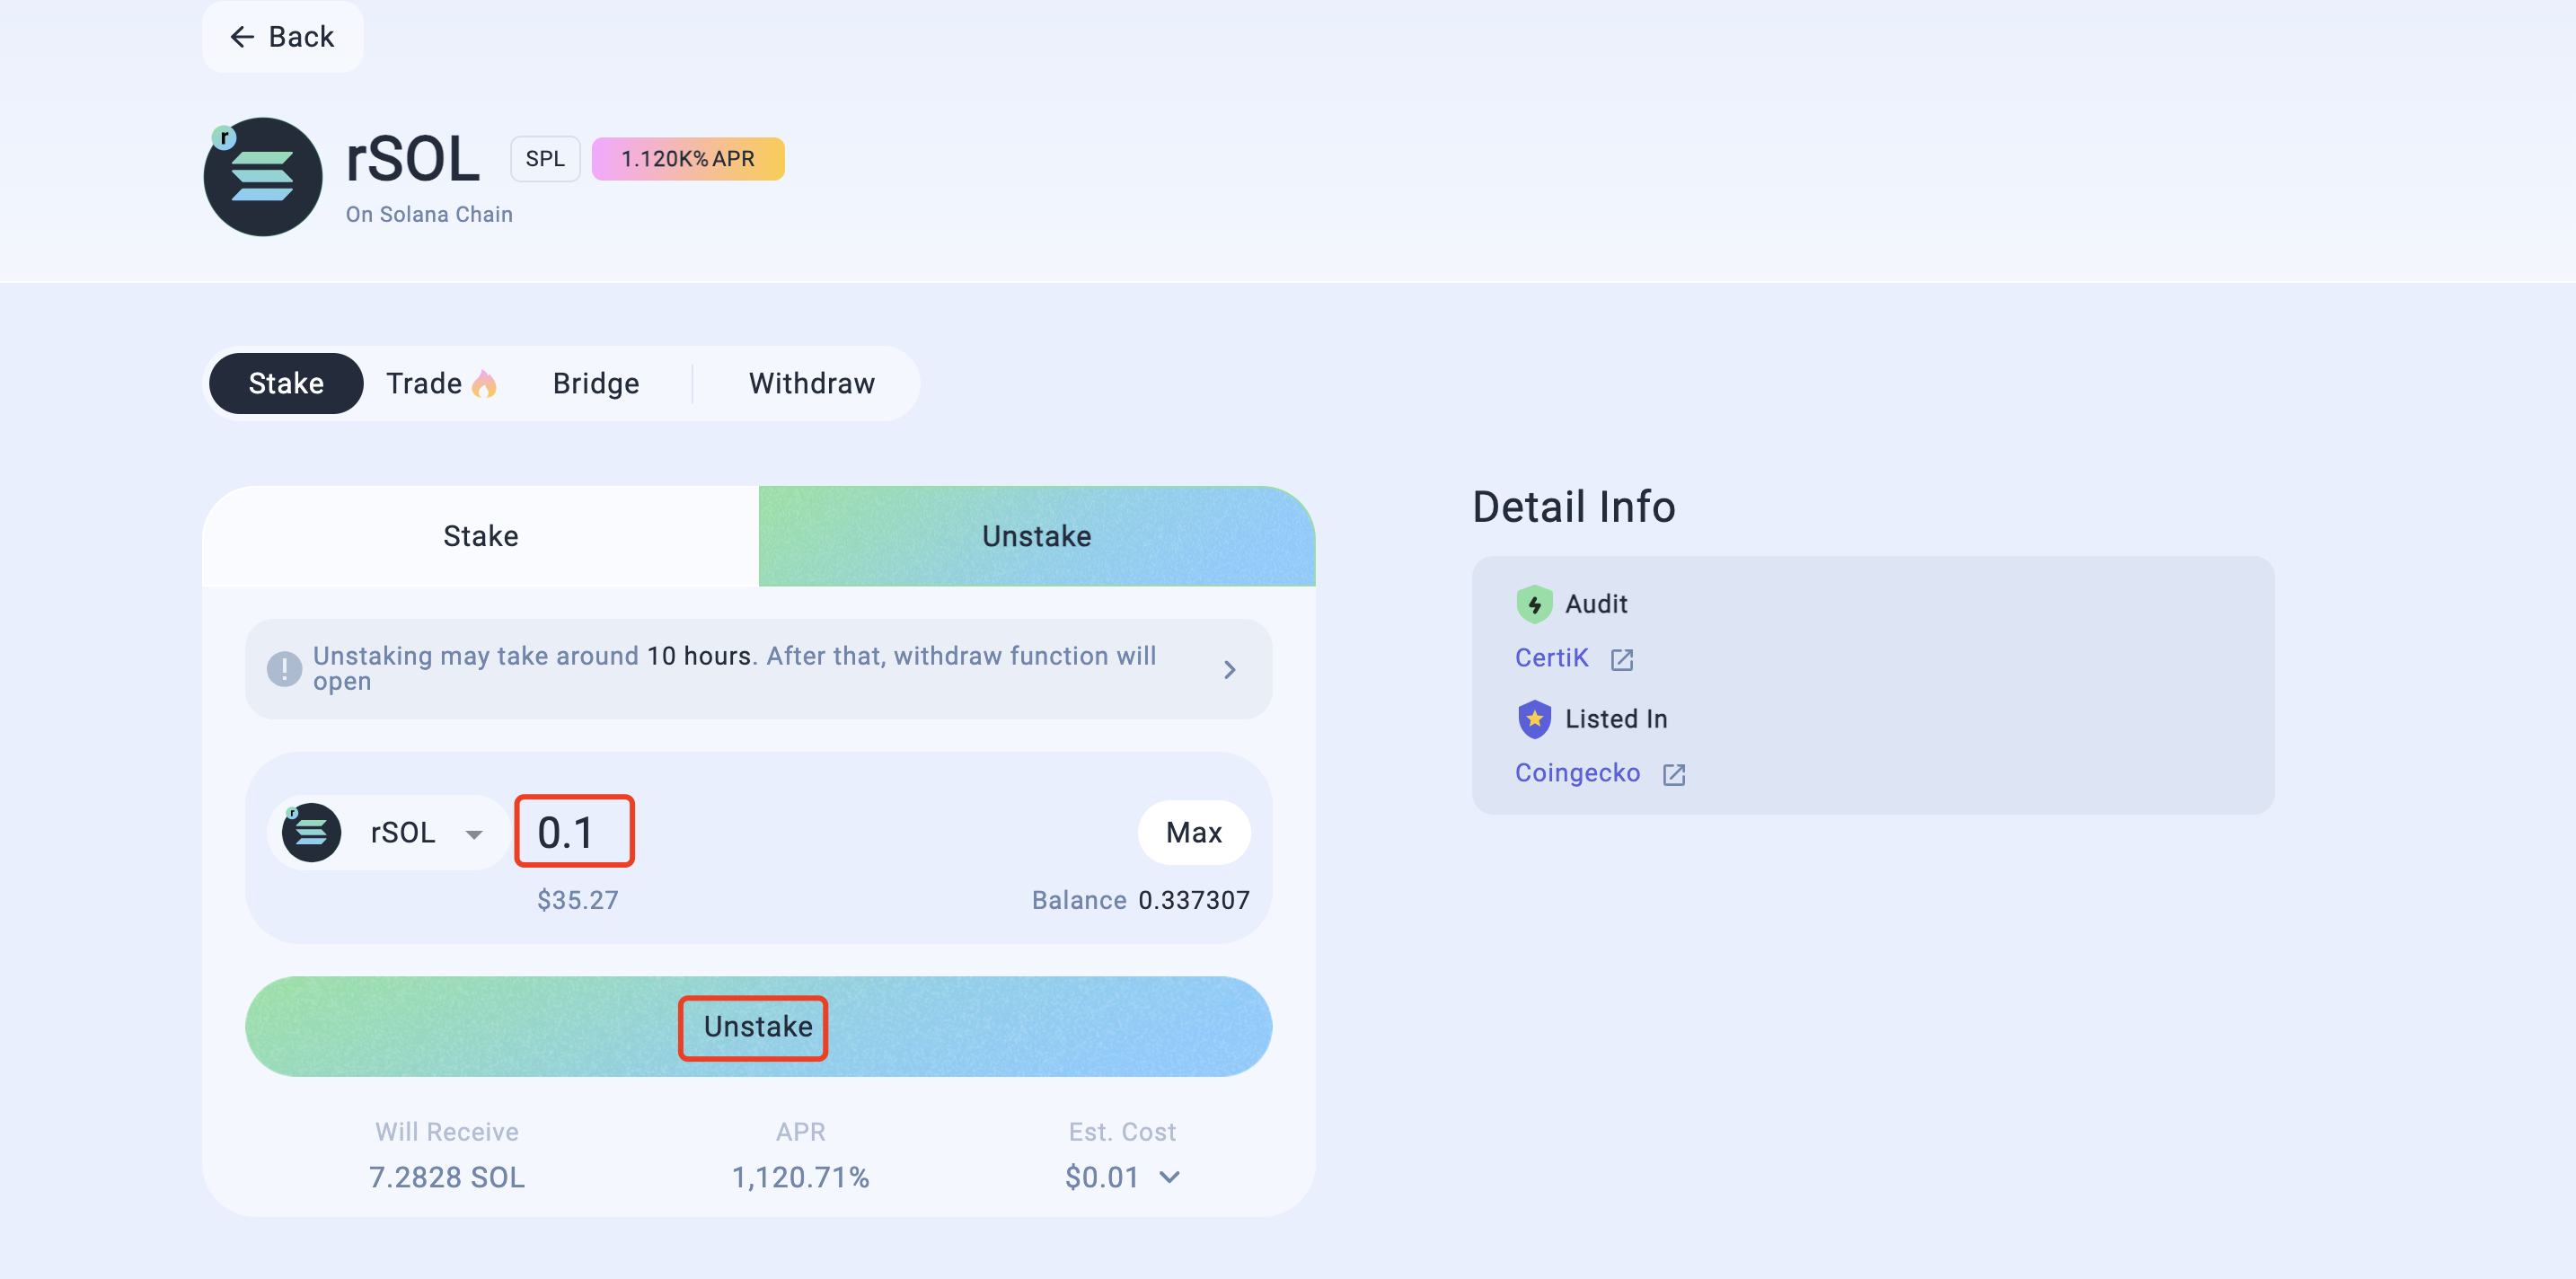 Back
r
rSOL SPL 1.120K% APR
On Solana Chain
Stake Trade Bridge Withdraw
Stake Unstake
Unstaking may take around 10 hours. After that, withdraw function will
open
r
rSOL 0.1 Max
$35.27 Balance 0.337307
Unstake
Will Receive APR Est. Cost
7.2828 SOL 1,120.71% $0.01
Detail Info
Audit
CertiK
Listed In
Coingecko